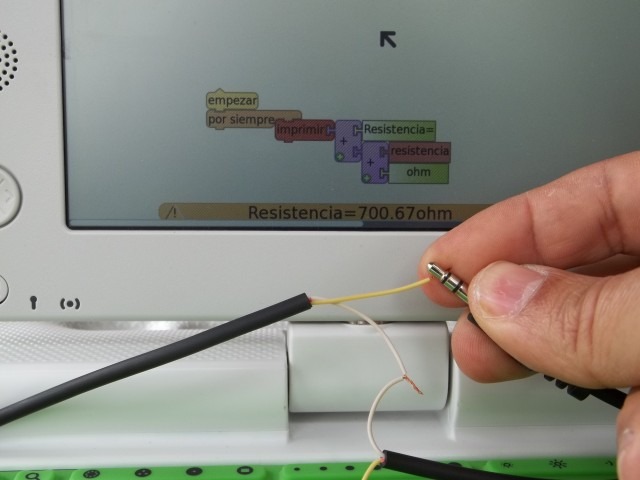 empezar
por siempre
imprimir
+
Resistencia=
+
resistencia
ohm
/!
Resistencia=700.67ohm